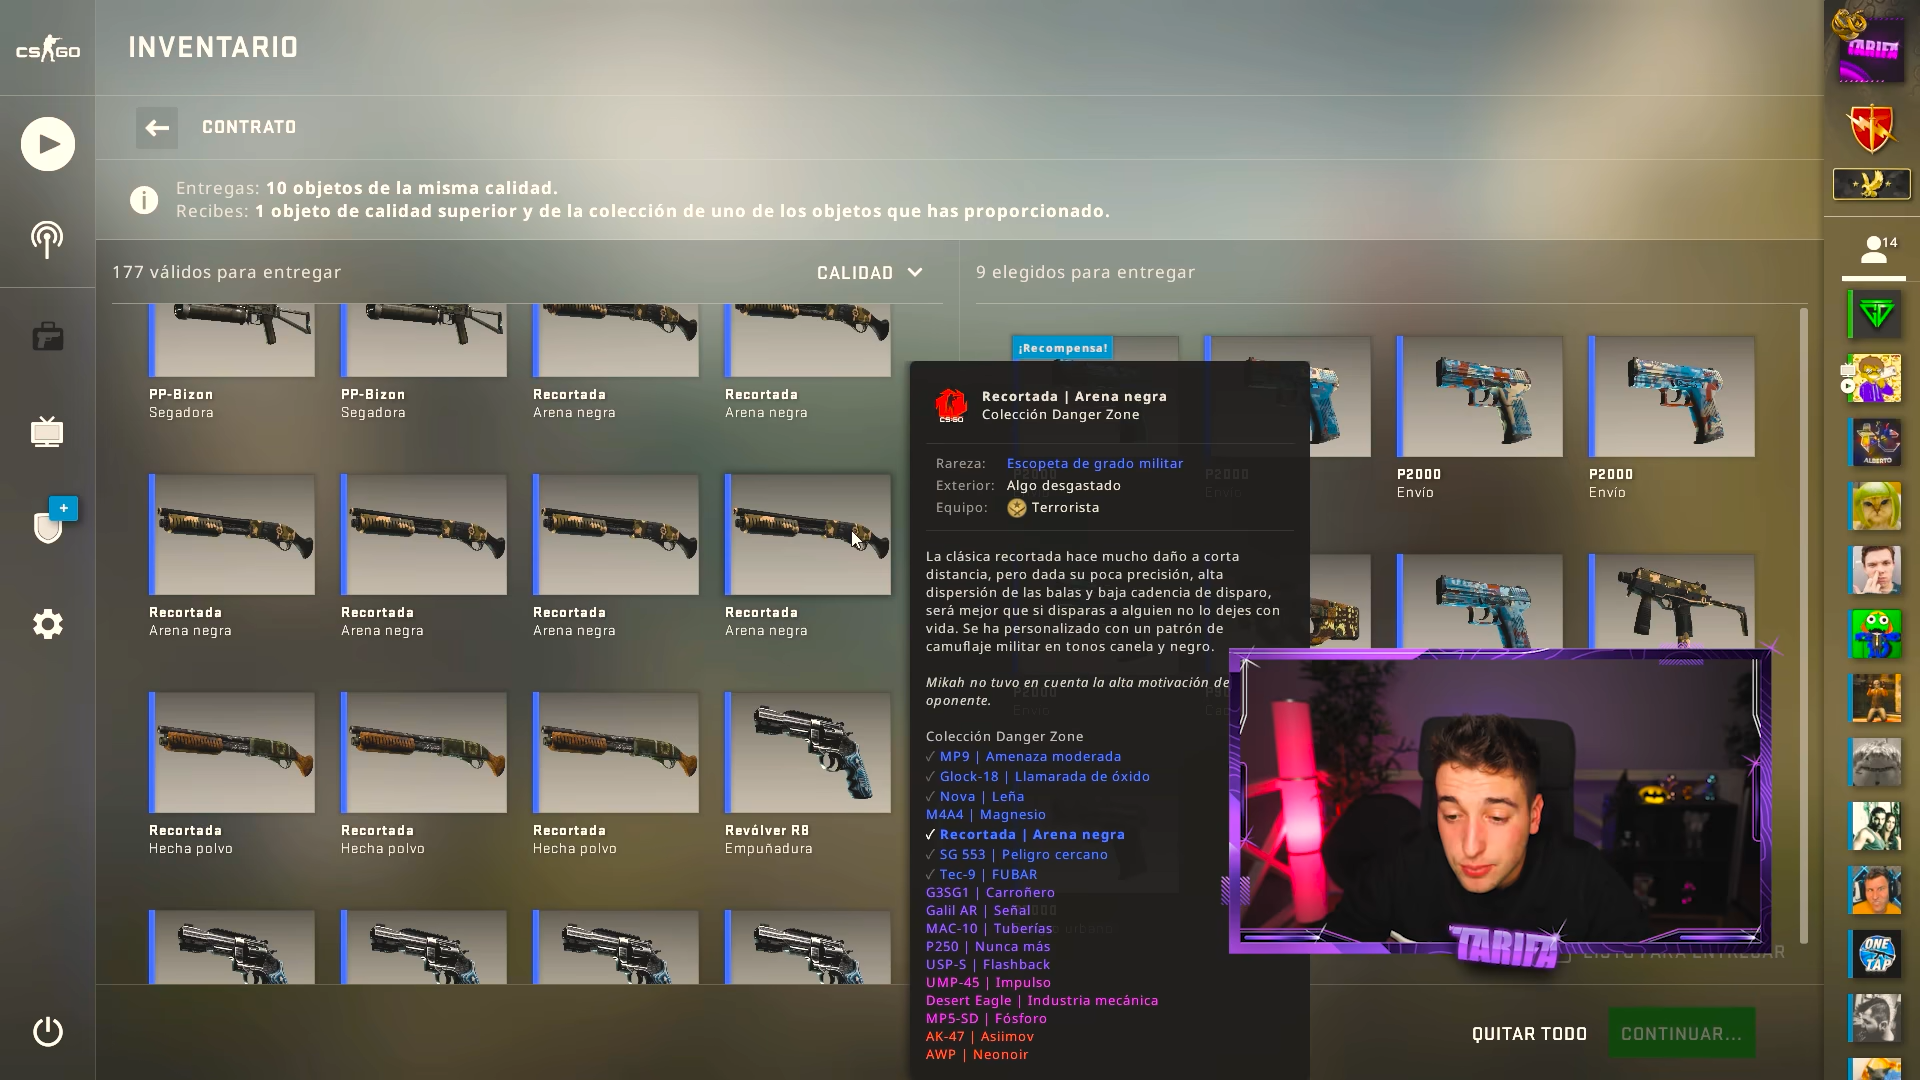 CS GO
INVENTARIO
CONTRATO
Entregas: 10 objetos de la misma calidad.
Recibes: 1 objeto de calidad superior y de la colección de uno de los objetos que has proporcionado.
177 válidos para entregar
CALIDAD
9 elegidos para entregar
PP-Bizon
Segadora
PP-Bizon
Segadora
Recortada
Arena negra
Recortada
Arena negra
Recortada
Arena negra
Recortada
Arena negra
Recortada
Arena negra
Recortada
Arena negra
Recortada
Hecha polvo
Recortada
Hecha polvo
Recortada
Hecha polvo
Revólver R8
Empuñadura
¡Recompensa!
P2000
Envío
P2000
Envío
Recortada | Arena negra
Colección Danger Zone
Rareza: Escopeta de grado militar
Exterior: Algo desgastado
Equipo: Terrorista
La clásica recortada hace mucho daño a corta
distancia, pero dada su poca precisión, alta
dispersión de las balas y baja cadencia de disparo,
será mejor que si disparas a alguien no lo dejes con
vida. Se ha personalizado con un patrón de
camuflaje militar en tonos canela y negro.
Mikah no tuvo en cuenta la alta motivación de
oponente.
Colección Danger Zone
✓ MP9 | Amenaza moderada
✓ Glock-18 | Llamarada de óxido
✓ Nova | Leña
M4A4 | Magnesio
✓ Recortada | Arena negra
✓ SG 553 | Peligro cercano
✓ Tec-9 | FUBAR
G3SG1 | Carroñero
Galil AR | Señal
MAC-10 | Tuberías
P250 | Nunca más
USP-S | Flashback
UMP-45 | Impulso
Desert Eagle | Industria mecánica
MP5-SD | Fósforo
AK-47 | Asiimov
AWP | Neonoir
TARIFA
QUITAR TODO
CONTINUAR...
TARIFA
14
ALBERTO
ONE
TAP